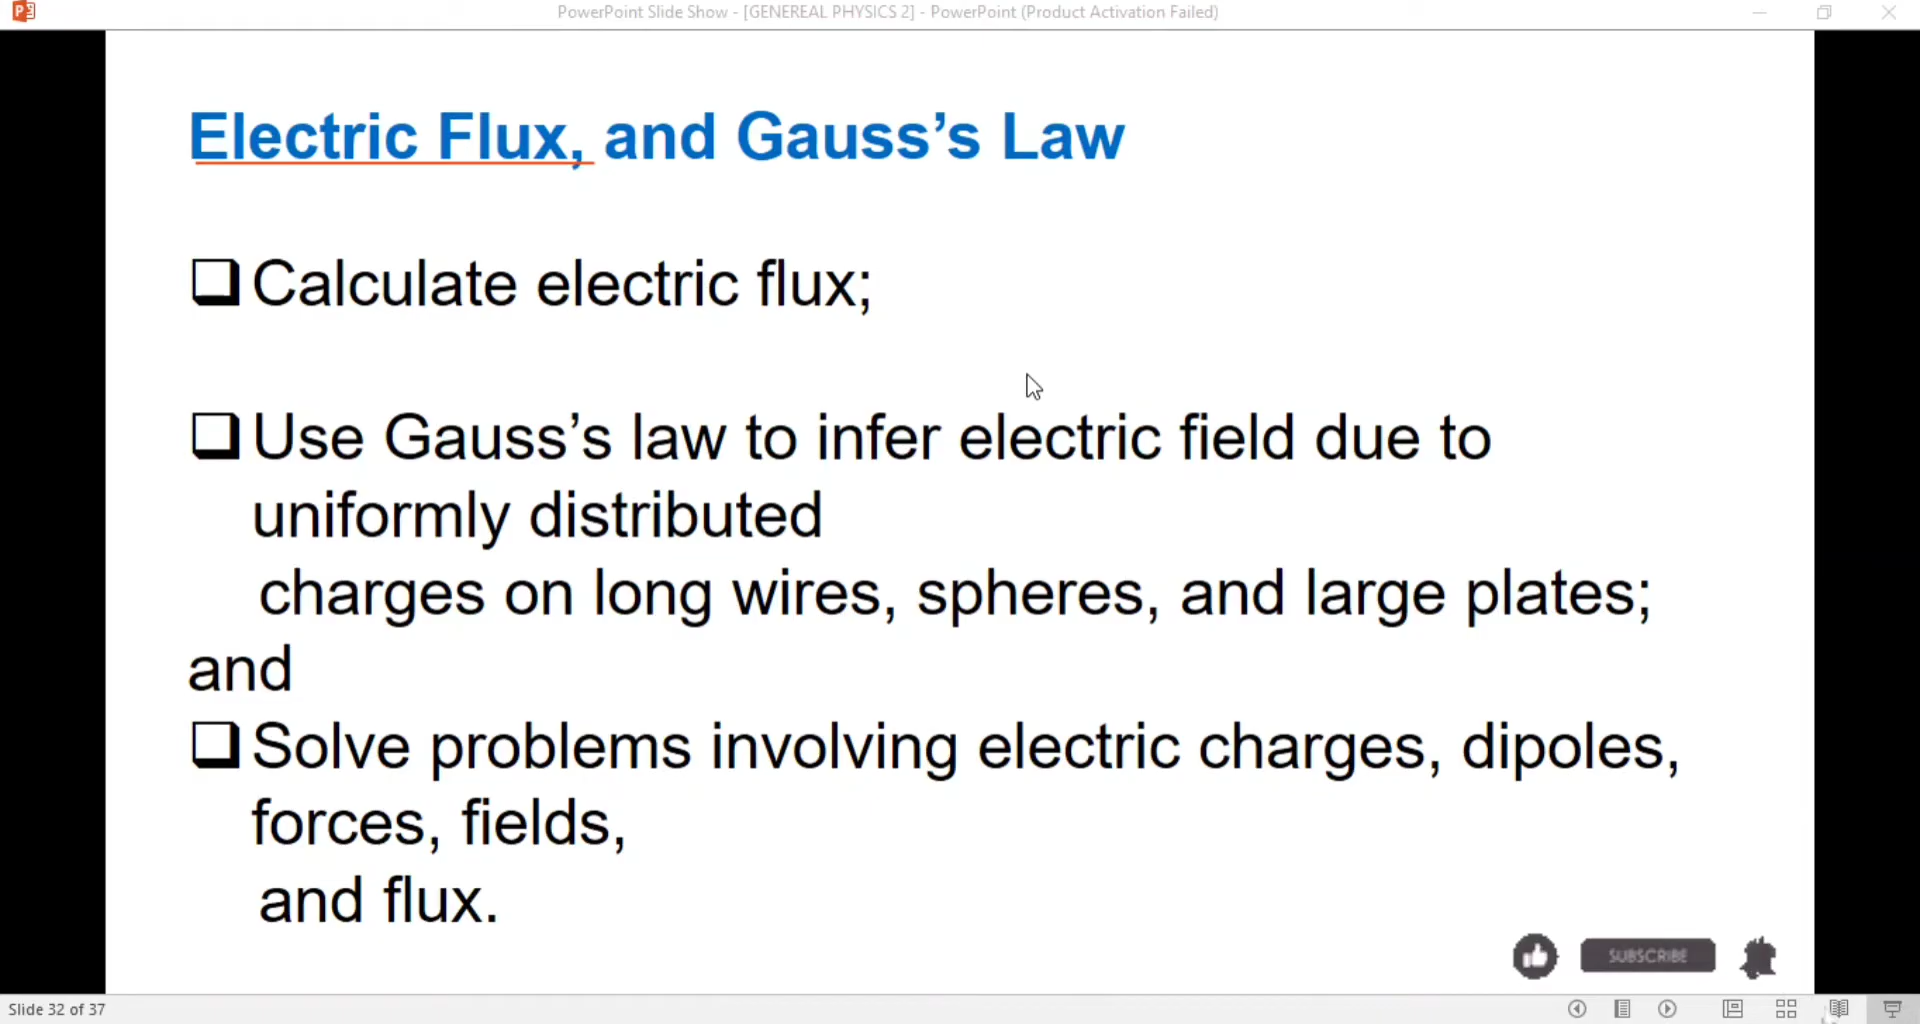 PowerPoint Slide Show - [GENEREAL PHYSICS 2] - PowerPoint (Product Activation Failed)
Electric Flux, and Gauss’s Law
Calculate electric flux;
Use Gauss’s law to infer electric field due to
uniformly distributed
charges on long wires, spheres, and large plates;
and
Solve problems involving electric charges, dipoles,
forces, fields,
and flux.
SUBSCRIBE
Slide 32 of 37